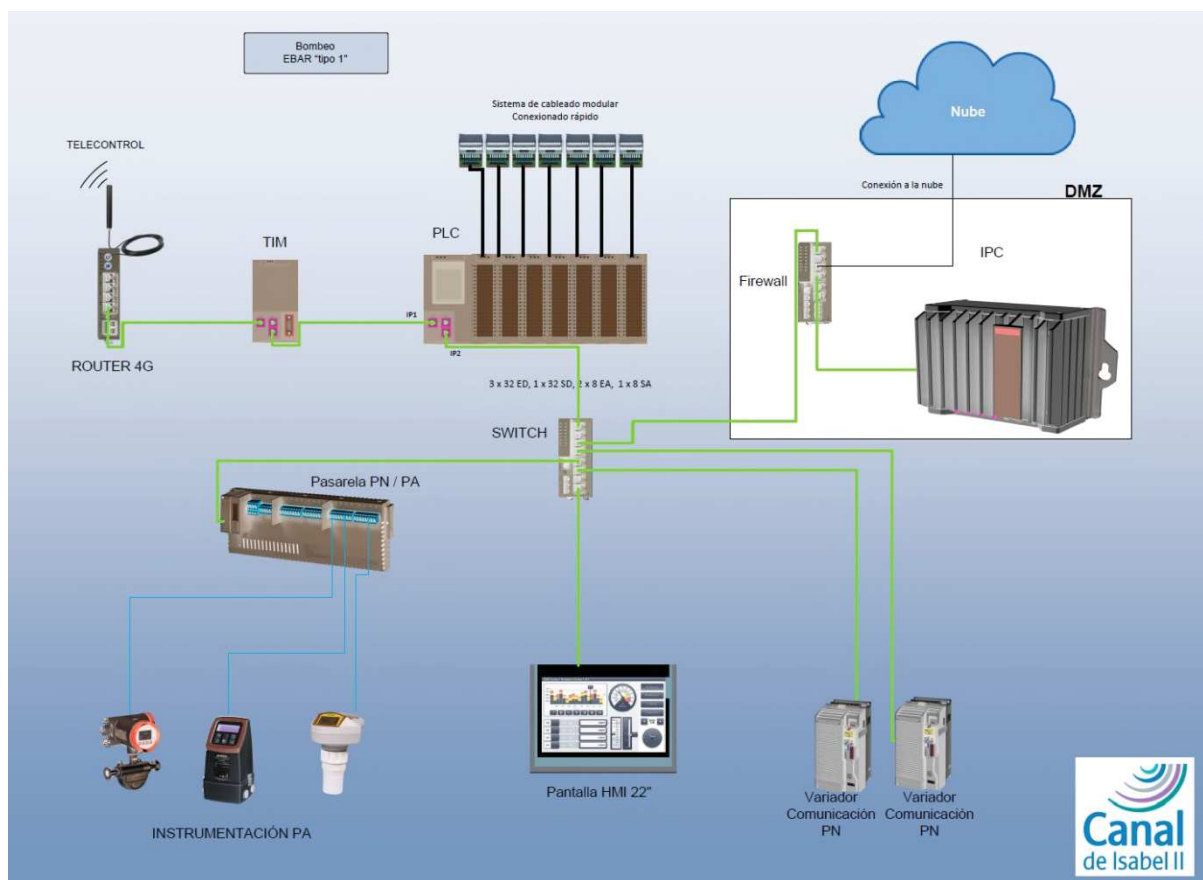 Bombeo
EBAR "tipo 1"
Sistema de cableado modular
Conexionado rápido
Nube
TELECONTROL
Conexión a la nube
DMZ
TIM
PLC
IPC
Firewall
IP1
IP2
ROUTER 4G
3 x 32 ED, 1 x 32 SD, 2 x 8 EA, 1 x 8 SA
SWITCH
Pasarela PN / PA
Pantalla HMI 22"
Variador
Comunicación
PN
Variador
Comunicación
PN
INSTRUMENTACIÓN PA
Canal
de Isabel II